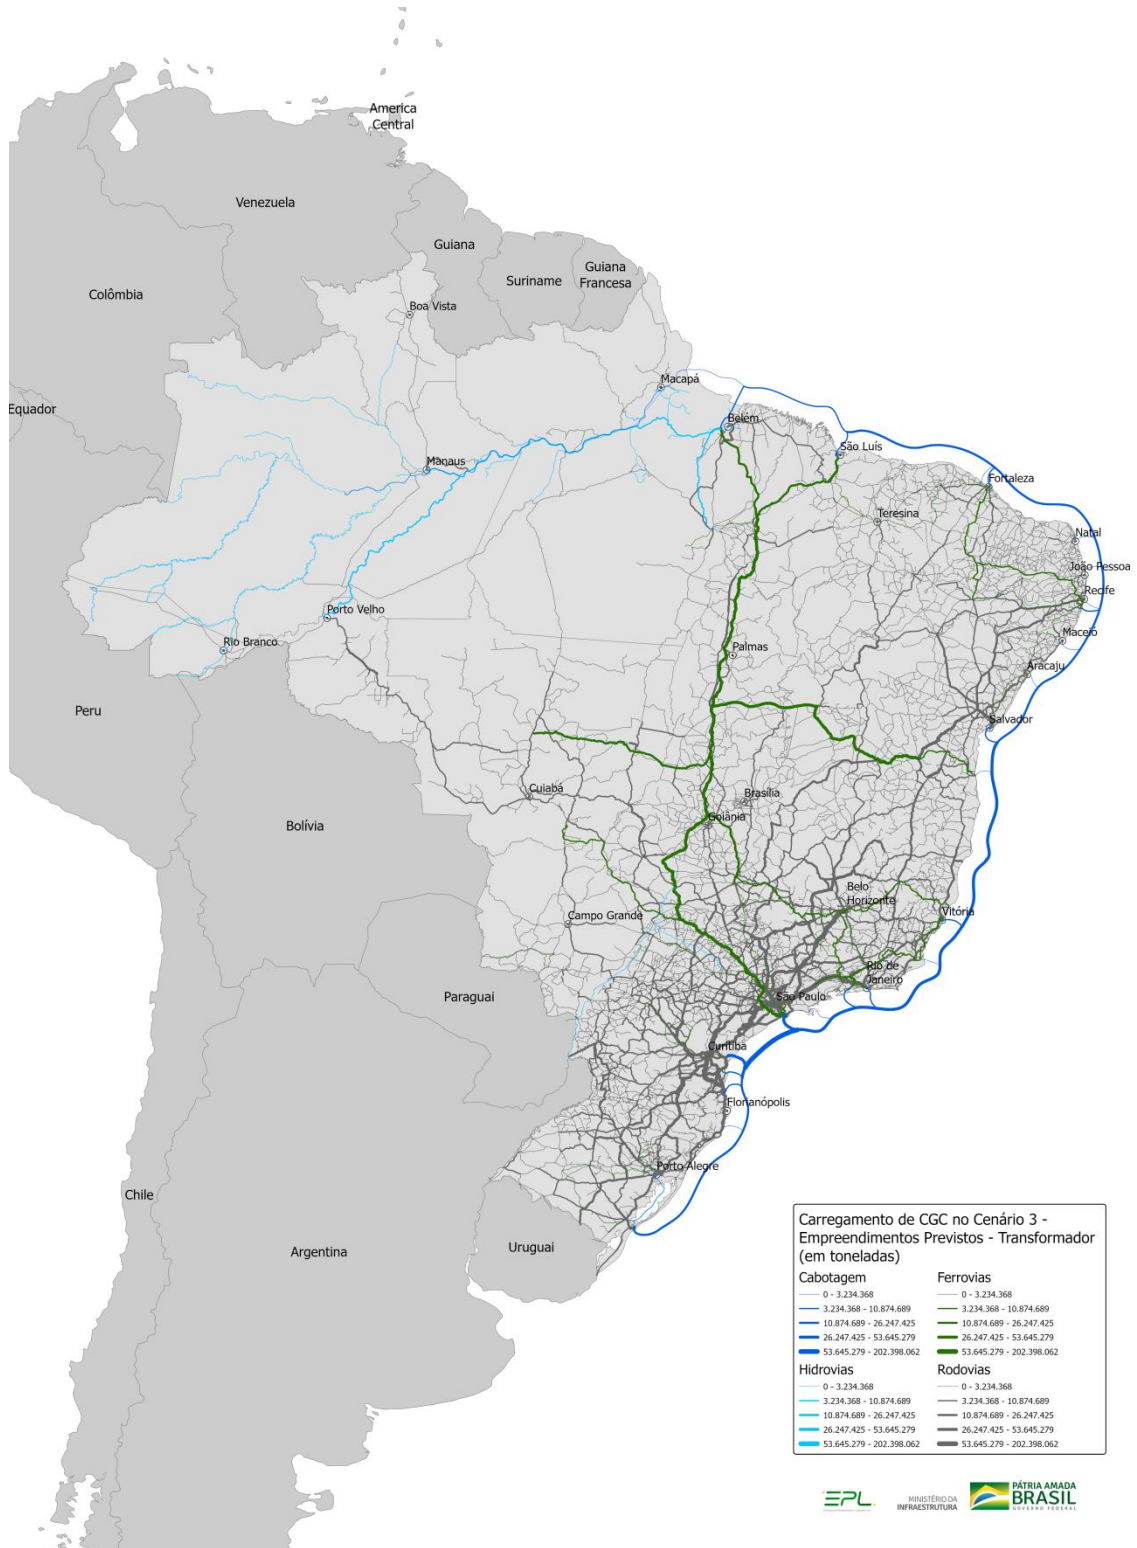 America
Central
Venezuela
Guiana
Suriname
Guiana
Francesa
Colômbia
Boa Vista
Equador
Macapá
Belém
São Luís
Manaus
Fortaleza
Teresina
Natal
João Pessoa
Recife
Porto Velho
Maceió
Rio Branco
Palmas
Aracaju
Peru
Salvador
Cuiabá
Brasília
Goiânia
Bolívia
Belo
Horizonte
Campo Grande
Vitória
Rio de
Janeiro
São Paulo
Paraguai
Curitiba
Florianópolis
Porto Alegre
Chile
Argentina
Uruguai
Carregamento de CGC no Cenário 3 -
Empreendimentos Previstos - Transformador
(em toneladas)
Cabotagem
0 - 3.234.368
3.234.368 - 10.874.689
10.874.689 - 26.247.425
26.247.425 - 53.645.279
53.645.279 - 202.398.062
Ferrovias
0 - 3.234.368
3.234.368 - 10.874.689
10.874.689 - 26.247.425
26.247.425 - 53.645.279
53.645.279 - 202.398.062
Hidrovias
0 - 3.234.368
3.234.368 - 10.874.689
10.874.689 - 26.247.425
26.247.425 - 53.645.279
53.645.279 - 202.398.062
Rodovias
0 - 3.234.368
3.234.368 - 10.874.689
10.874.689 - 26.247.425
26.247.425 - 53.645.279
53.645.279 - 202.398.062
EPL
MINISTÉRIO DA
INFRAESTRUTURA
PÁTRIA AMADA
BRASIL
GOVERNO FEDERAL